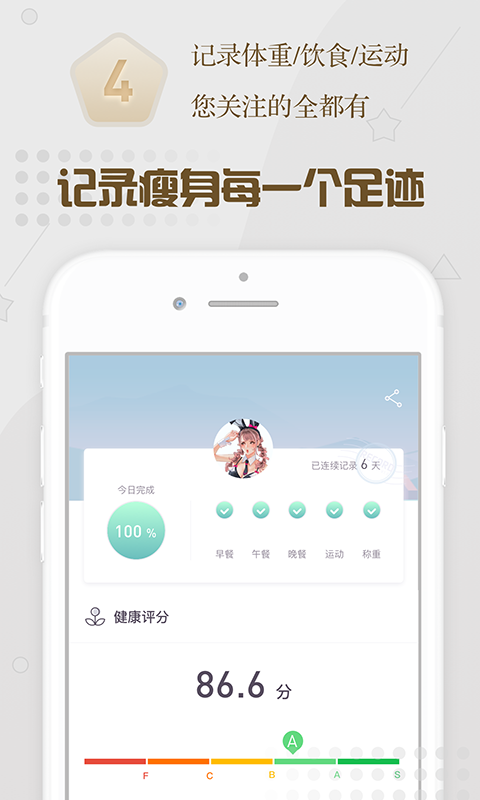 4
记录体重/饮食/运动
您关注的全都有
记录瘦身每一个足迹
已连续记录 6 天
今日完成
100 %
早餐 午餐 晚餐 运动 称重
健康评分
86.6 分
A
F C B A S